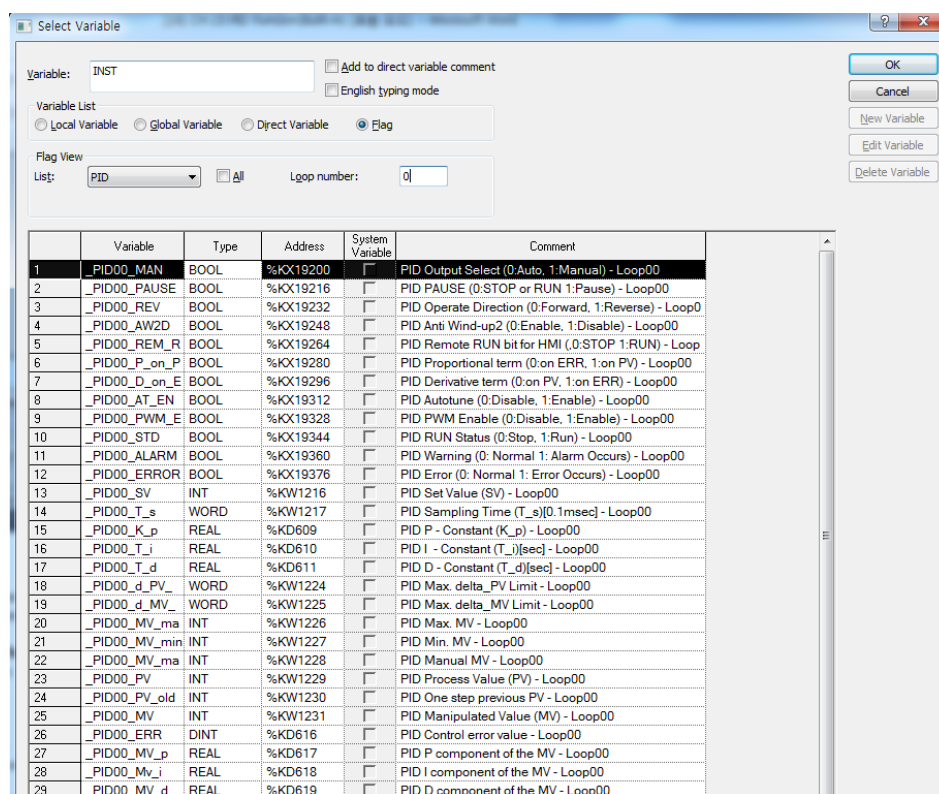 Select Variable
Variable:
INST
Add to direct variable comment
English typing mode
OK
Cancel
New Variable
Edit Variable
Delete Variable
Variable List
Local Variable Global Variable Direct Variable Flag
Flag View
List: PID All Loop number: 0
Variable Type Address System Variable Comment
1 _PID00_MAN BOOL %KX19200 PID Output Select (0:Auto, 1:Manual) - Loop00
2 _PID00_PAUSE BOOL %KX19216 PID PAUSE (0:STOP or RUN 1:Pause) - Loop00
3 _PID00_REV BOOL %KX19232 PID Operate Direction (0:Forward, 1:Reverse) - Loop0
4 _PID00_AW2D BOOL %KX19248 PID Anti Wind-up2 (0:Enable, 1:Disable) - Loop00
5 _PID00_REM_R BOOL %KX19264 PID Remote RUN bit for HMI (,0:STOP 1:RUN) - Loop
6 _PID00_P_on_P BOOL %KX19280 PID Proportional term (0:on ERR, 1:on PV) - Loop00
7 _PID00_D_on_E BOOL %KX19296 PID Derivative term (0:on PV, 1:on ERR) - Loop00
8 _PID00_AT_EN BOOL %KX19312 PID Autotune (0:Disable, 1:Enable) - Loop00
9 _PID00_PWM_E BOOL %KX19328 PID PWM Enable (0:Disable, 1:Enable) - Loop00
10 _PID00_STD BOOL %KX19344 PID RUN Status (0:Stop, 1:Run) - Loop00
11 _PID00_ALARM BOOL %KX19360 PID Warning (0: Normal 1: Alarm Occurs) - Loop00
12 _PID00_ERROR BOOL %KX19376 PID Error (0: Normal 1: Error Occurs) - Loop00
13 _PID00_SV INT %KW1216 PID Set Value (SV) - Loop00
14 _PID00_T_s WORD %KW1217 PID Sampling Time (T_s)[0.1msec] - Loop00
15 _PID00_K_p REAL %KD609 PID P - Constant (K_p) - Loop00
16 _PID00_T_i REAL %KD610 PID I - Constant (T_i)[sec] - Loop00
17 _PID00_T_d REAL %KD611 PID D - Constant (T_d)[sec] - Loop00
18 _PID00_d_PV_ WORD %KW1224 PID Max. delta_PV Limit - Loop00
19 _PID00_d_MV_ WORD %KW1225 PID Max. delta_MV Limit - Loop00
20 _PID00_MV_ma INT %KW1226 PID Max. MV - Loop00
21 _PID00_MV_min INT %KW1227 PID Min. MV - Loop00
22 _PID00_MV_ma INT %KW1228 PID Manual MV - Loop00
23 _PID00_PV INT %KW1229 PID Process Value (PV) - Loop00
24 _PID00_PV_old INT %KW1230 PID One step previous PV - Loop00
25 _PID00_MV INT %KW1231 PID Manipulated Value (MV) - Loop00
26 _PID00_ERR DINT %KD616 PID Control error value - Loop00
27 _PID00_MV_p REAL %KD617 PID P component of the MV - Loop00
28 _PID00_Mv_i REAL %KD618 PID I component of the MV - Loop00
29 _PID00_MV_d REAL %KD619 PID D component of the MV - Loop00